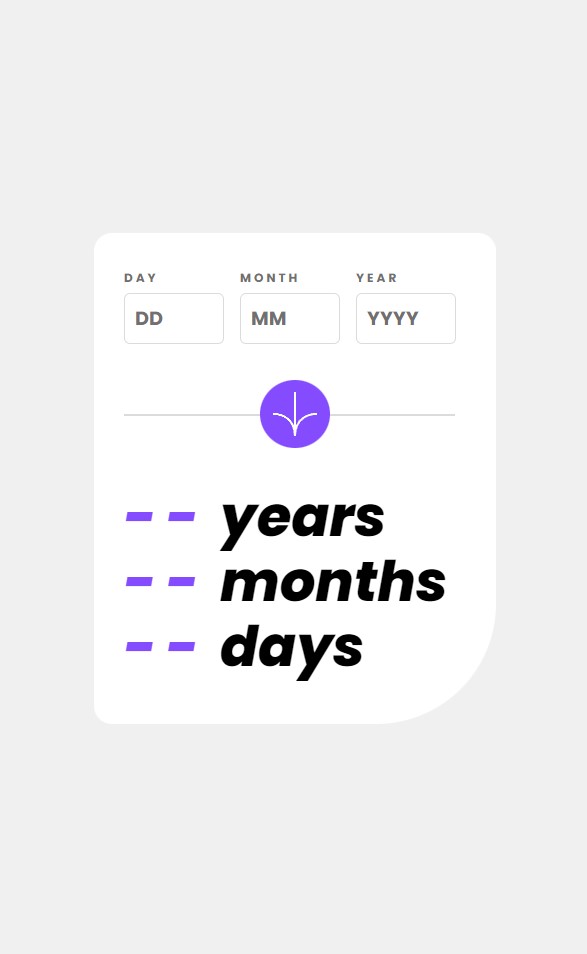 DAY MONTH YEAR
DD MM YYYY
- - years
- - months
- - days